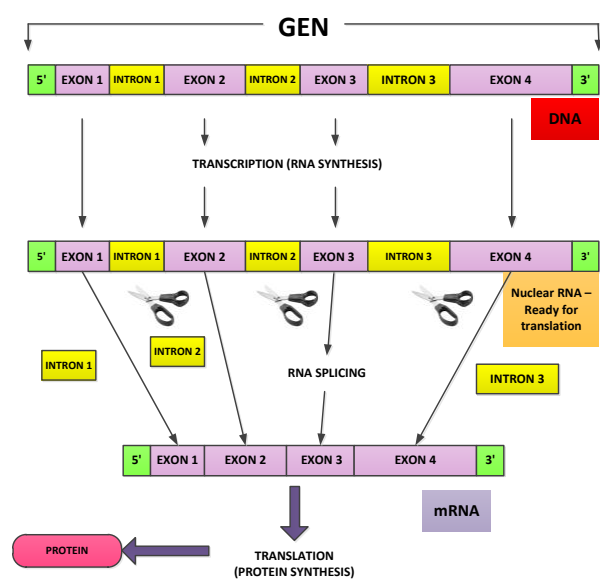 GEN
5' EXON 1 INTRON 1 EXON 2 INTRON 2 EXON 3 INTRON 3 EXON 4 3'
DNA
TRANSCRIPTION (RNA SYNTHESIS)
5' EXON 1 INTRON 1 EXON 2 INTRON 2 EXON 3 INTRON 3 EXON 4 3'
Nuclear RNA –
Ready for
translation
INTRON 1
INTRON 2
RNA SPLICING
INTRON 3
5' EXON 1 EXON 2 EXON 3 EXON 4 3'
mRNA
PROTEIN
TRANSLATION
(PROTEIN SYNTHESIS)